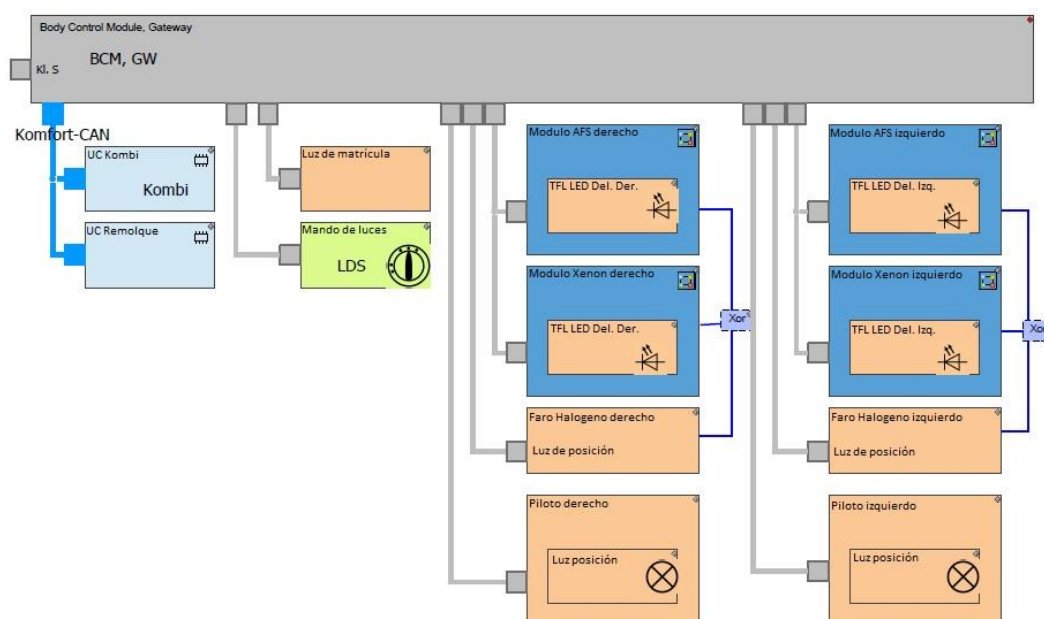 Body Control Module, Gateway
BCM, GW
Kl. S
Komfort-CAN
UC Kombi
Kombi
UC Remolque
Luz de matrícula
Mando de luces
LDS
Modulo AFS derecho
TFL LED Del. Der.
Modulo Xenon derecho
TFL LED Del. Der.
Xor
Faro Halogeno derecho
Luz de posición
Piloto derecho
Luz posición
Modulo AFS izquierdo
TFL LED Del. Izq.
Modulo Xenon izquierdo
TFL LED Del. Izq.
Xor
Faro Halogeno izquierdo
Luz de posición
Piloto izquierdo
Luz posición